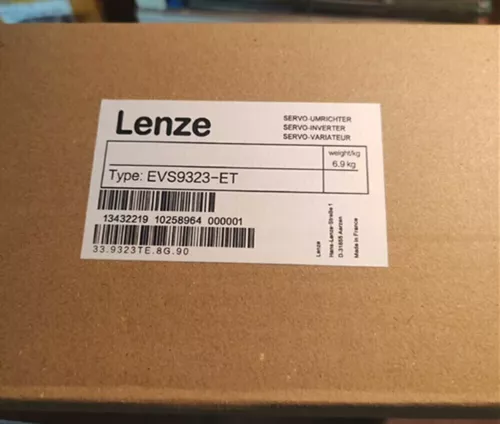 Lenze
SERVO-UMRICHTER
SERVO-INVERTER
SERVO-VARIATEUR
weight/kg
6.9 kg
Type: EVS9323-ET
13432219 10258964 000001
33.9323TE.8G.90
Lenze
Hans-Lenze-Straße 1
D-31855 Aerzen
Made in France